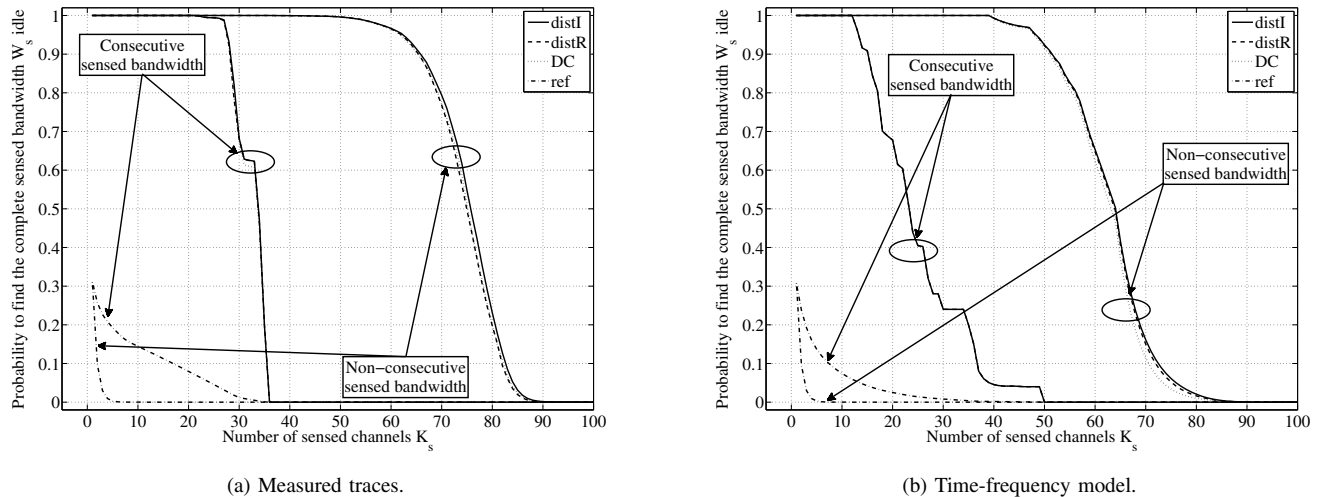 Probability to find the complete sensed bandwidth W_s idle
1
0.9
0.8
0.7
0.6
0.5
0.4
0.3
0.2
0.1
0
0 10 20 30 40 50 60 70 80 90 100
Number of sensed channels K_s
Consecutive
sensed bandwidth
Non−consecutive
sensed bandwidth
distI
distR
DC
ref
(a) Measured traces.
Probability to find the complete sensed bandwidth W_s idle
1
0.9
0.8
0.7
0.6
0.5
0.4
0.3
0.2
0.1
0
0 10 20 30 40 50 60 70 80 90 100
Number of sensed channels K_s
Consecutive
sensed bandwidth
Non−consecutive
sensed bandwidth
distI
distR
DC
ref
(b) Time-frequency model.